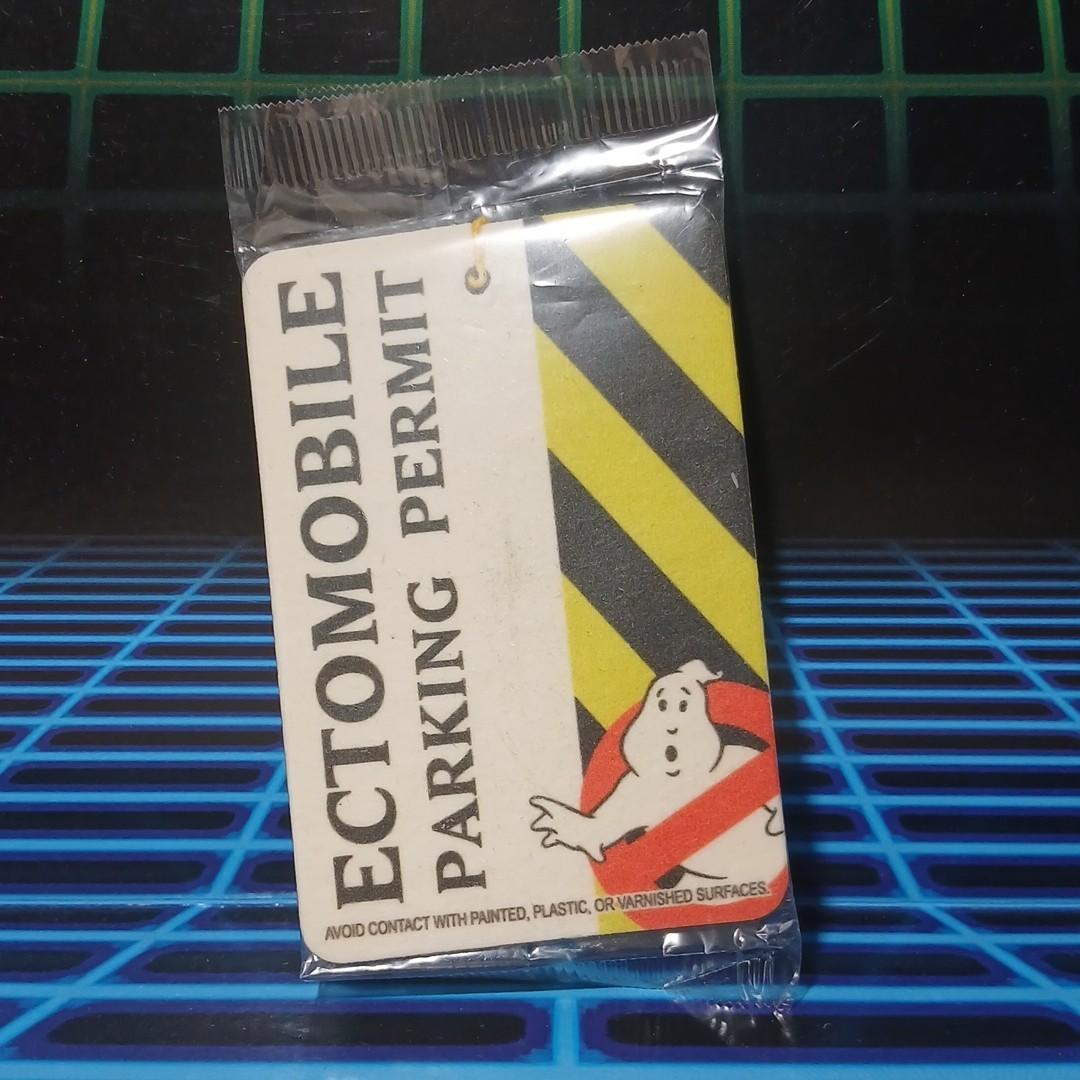 ECTOMOBILE
PARKING PERMIT
AVOID CONTACT WITH PAINTED, PLASTIC, OR VARNISHED SURFACES.